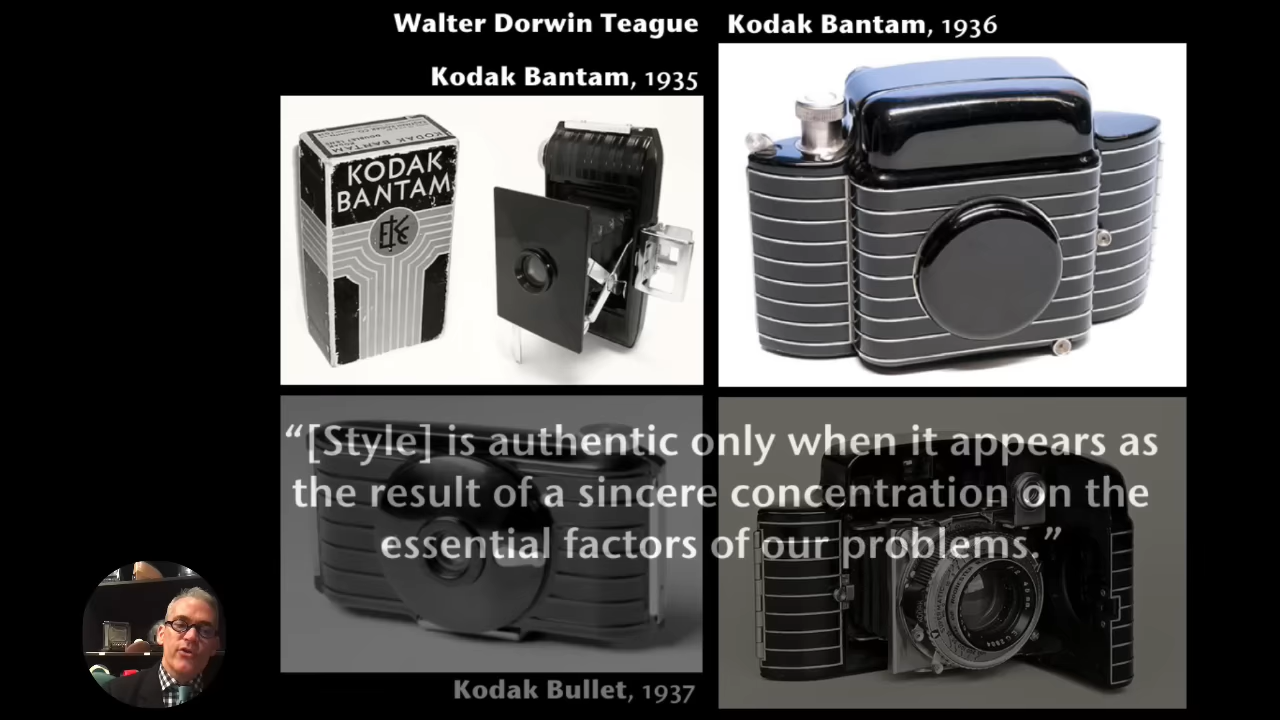 Walter Dorwin Teague
Kodak Bantam, 1936
Kodak Bantam, 1935
KODAK
BANTAM
EKC
“[Style] is authentic only when it appears as
the result of a sincere concentration on the
essential factors of our problems.”
Kodak Bullet, 1937